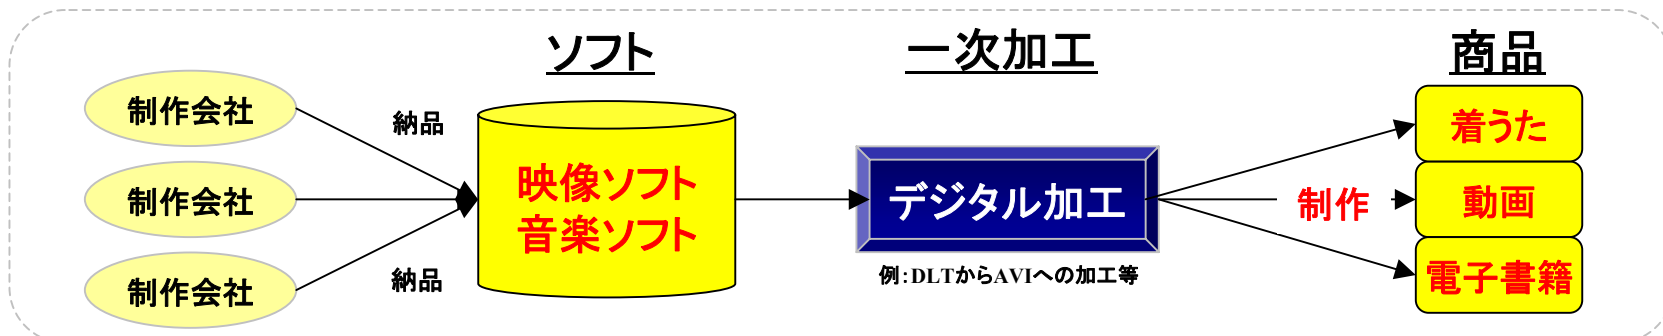 ソフト
一次加工
商品
制作会社
制作会社
制作会社
納品
納品
映像ソフト
音楽ソフト
デジタル加工
例：DLTからAVIへの加工等
制作
着うた
動画
電子書籍